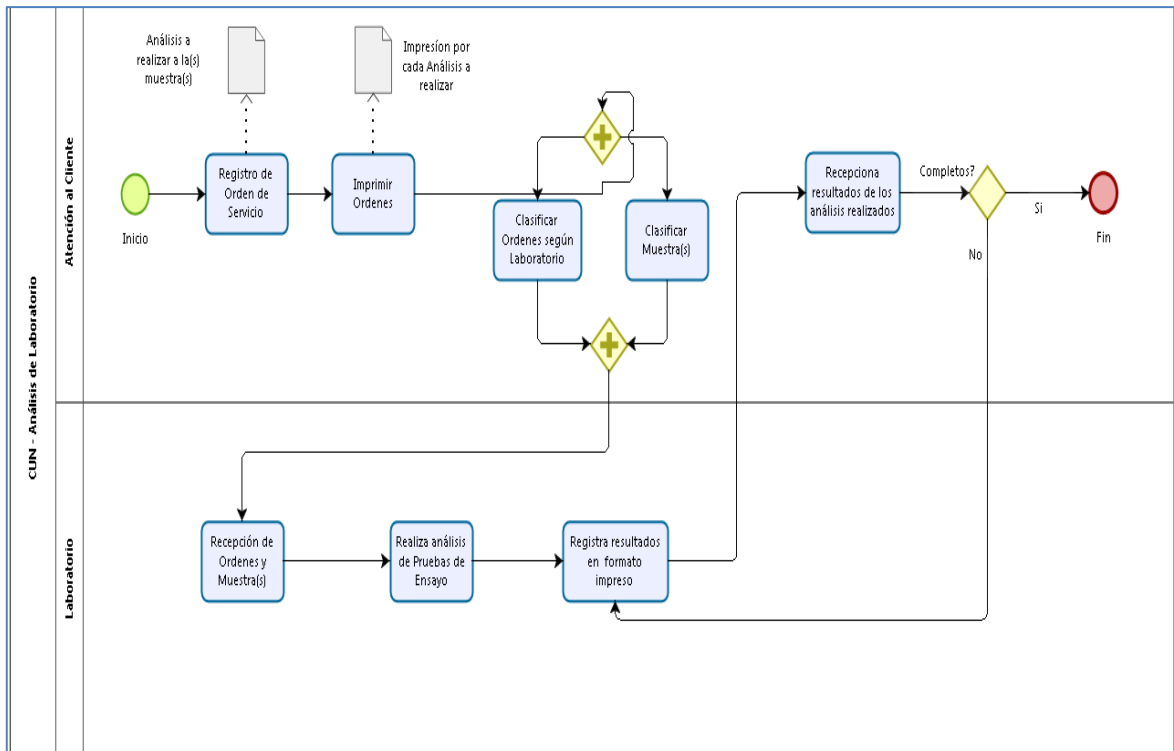 CUN - Análisis de Laboratorio
Atención al Cliente
Análisis a
realizar a la(s)
muestra(s)
Impresíon por
cada Análisis a
realizar
Inicio
Registro de
Orden de
Servicio
Imprimir
Ordenes
Clasificar
Ordenes según
Laboratorio
Clasificar
Muestra(s)
Recepciona
resultados de los
análisis realizados
Completos?
Si
No
Fin
Laboratorio
Recepción de
Ordenes y
Muestra(s)
Realiza análisis
de Pruebas de
Ensayo
Registra resultados
en formato
impreso